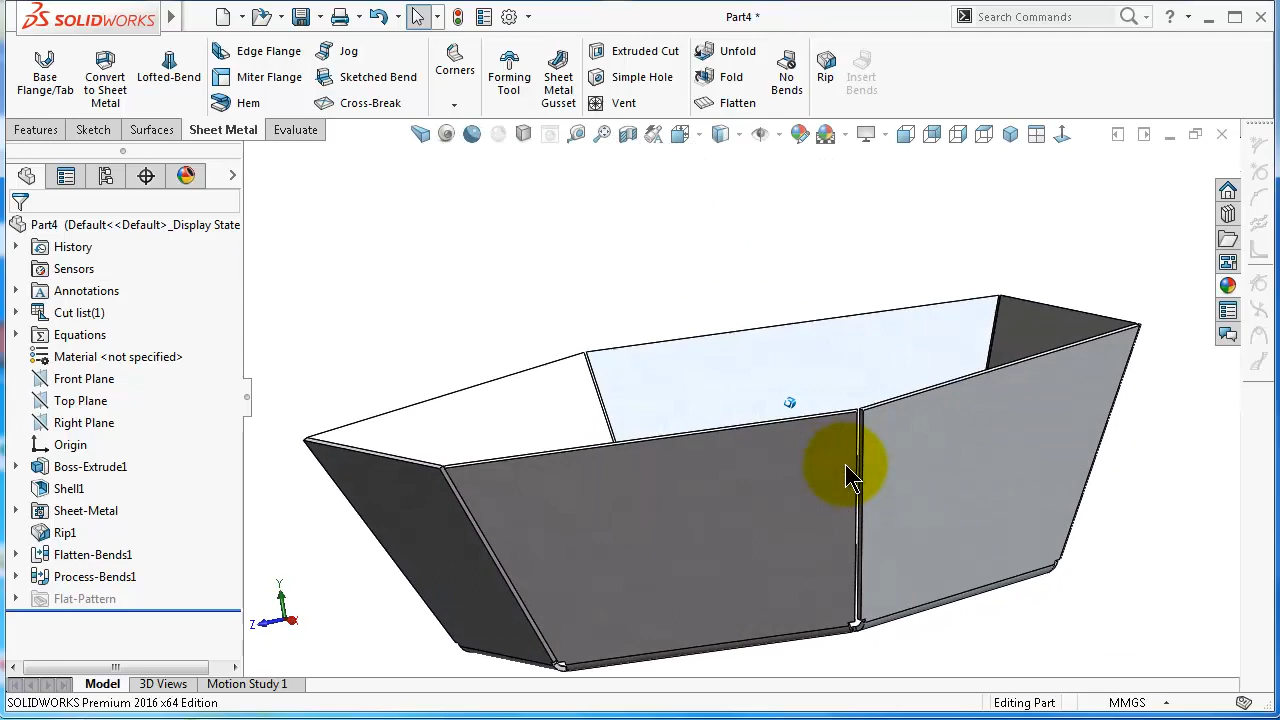 SOLIDWORKS
Part4 *
Search Commands
Base Flange/Tab
Convert to Sheet Metal
Lofted-Bend
Edge Flange
Miter Flange
Hem
Jog
Sketched Bend
Cross-Break
Corners
Forming Tool
Sheet Metal Gusset
Extruded Cut
Simple Hole
Vent
Unfold
Fold
Flatten
No Bends
Rip
Insert Bends
Features
Sketch
Surfaces
Sheet Metal
Evaluate
Part4 (Default<<Default>_Display State
History
Sensors
Annotations
Cut list(1)
Equations
Material <not specified>
Front Plane
Top Plane
Right Plane
Origin
Boss-Extrude1
Shell1
Sheet-Metal
Rip1
Flatten-Bends1
Process-Bends1
Flat-Pattern
Y
Z
Model
3D Views
Motion Study 1
SOLIDWORKS Premium 2016 x64 Edition
Editing Part
MMGS